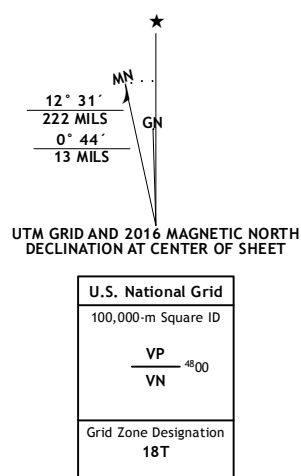 ★
MN
GN
12° 31´
222 MILS
0° 44´
13 MILS
UTM GRID AND 2016 MAGNETIC NORTH
DECLINATION AT CENTER OF SHEET
U.S. National Grid
100,000-m Square ID
VP
4800
VN
Grid Zone Designation
18T